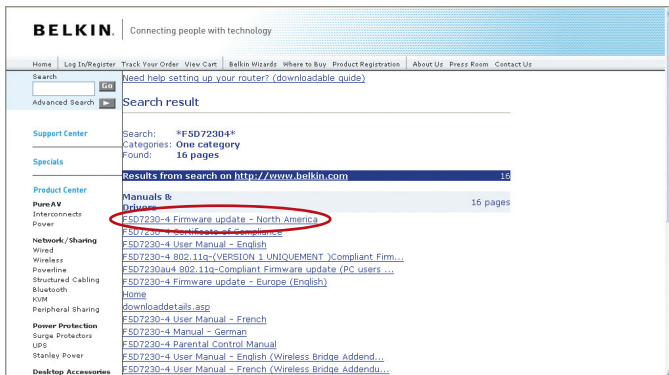 BELKIN. Connecting people with technology
Home Log In/Register Track Your Order View Cart Belkin Wizards Where to Buy Product Registration About Us Press Room Contact Us
Search
Go
Advanced Search
Support Center
Specials
Product Center
PureAV
Interconnects
Power
Network/Sharing
Wired
Wireless
Powerline
Structured Cabling
Bluetooth
KVM
Peripheral Sharing
Power Protection
Surge Protectors
UPS
Stanley Power
Desktop Accessories
Need help setting up your router? (downloadable guide)
Search result
Search: *F5D72304*
Categories: One category
Found: 16 pages
Results from search on http://www.belkin.com 16
Manuals &
Drivers 16 pages
F5D7230-4 Firmware update - North America
F5D7230-4 Certificate of Compliance
F5D7230-4 User Manual - English
F5D7230-4 802.11g-(VERSION 1 UNIQUEMENT )Compliant Firm...
F5D7230au4 802.11g-Compliant Firmware update (PC users ...
F5D7230-4 Firmware update - Europe (English)
Home
downloaddetails.asp
F5D7230-4 User Manual - French
F5D7230-4 Manual - German
F5D7230-4 Parental Control Manual
F5D7230-4 User Manual - English (Wireless Bridge Addend...
F5D7230-4 User Manual - French (Wireless Bridge Addendu...